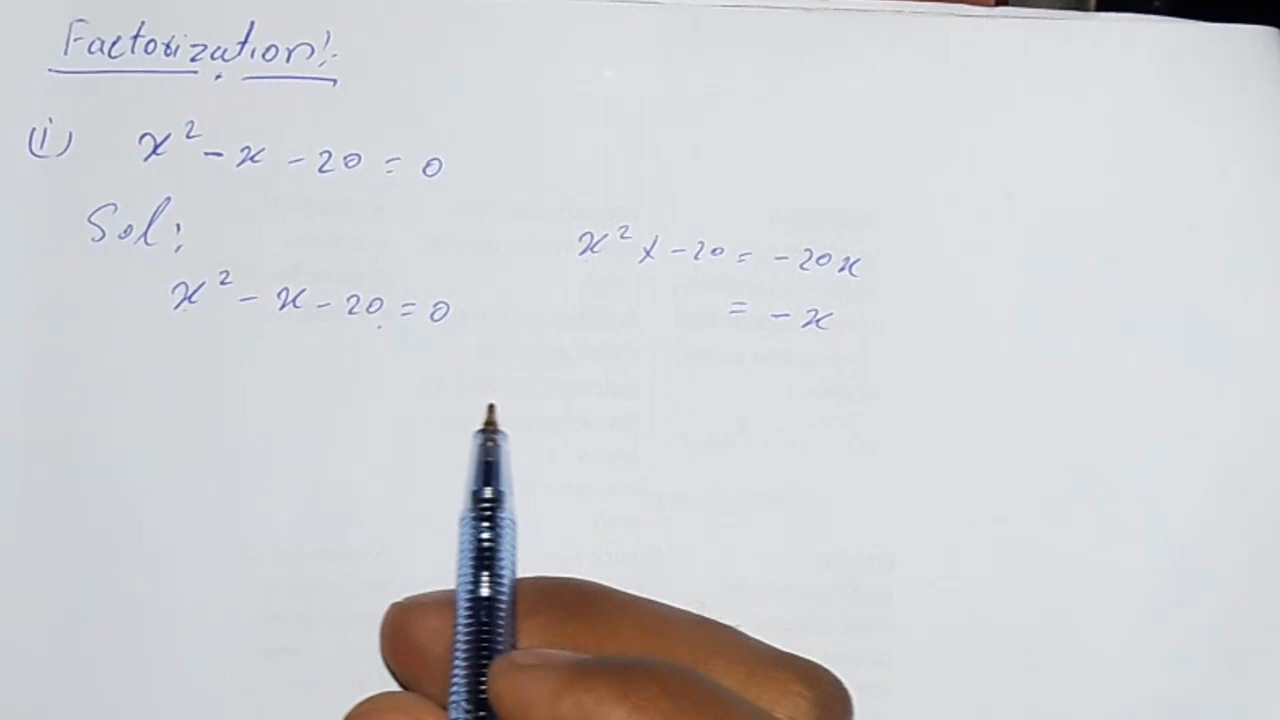 Factorization:-
(i) x² - x - 20 = 0
Sol:
x² - x - 20 = 0
x² × -20 = -20x
= -x